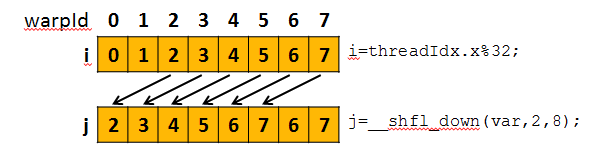 warpId 0 1 2 3 4 5 6 7
i 0 1 2 3 4 5 6 7 i=threadIdx.x%32;
j 2 3 4 5 6 7 6 7 j=__shfl_down(var,2,8);